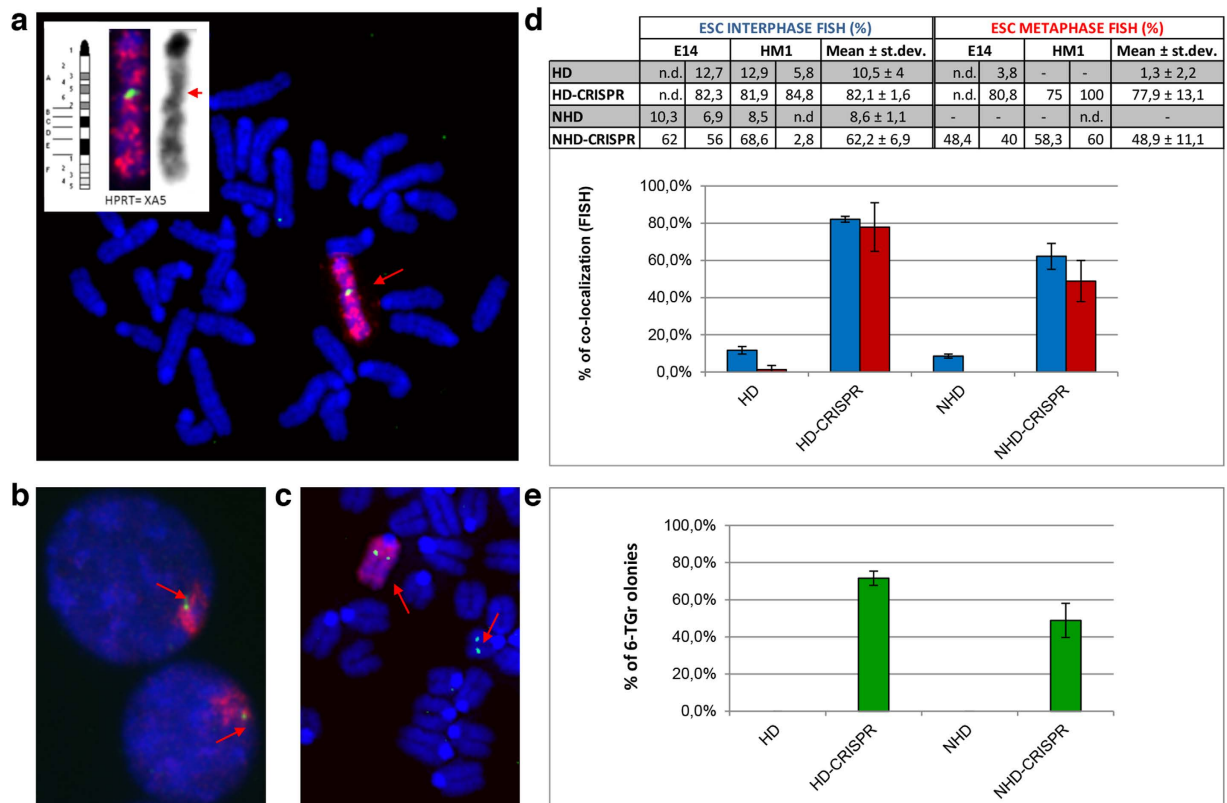 a
1
2
A 3
4
5
6
2
B
C
D
E
1
F 2
3
4
5
HPRT= XA5
b
c
d
ESC INTERPHASE FISH (%) ESC METAPHASE FISH (%)
E14 HM1 Mean ± st.dev. E14 HM1 Mean ± st.dev.
HD n.d. 12,7 12,9 5,8 10,5 ± 4 n.d. 3,8 - - 1,3 ± 2,2
HD-CRISPR n.d. 82,3 81,9 84,8 82,1 ± 1,6 n.d. 80,8 75 100 77,9 ± 13,1
NHD 10,3 6,9 8,5 n.d 8,6 ± 1,1 - - - n.d. -
NHD-CRISPR 62 56 68,6 2,8 62,2 ± 6,9 48,4 40 58,3 60 48,9 ± 11,1
% of co-localization (FISH)
100,0%
80,0%
60,0%
40,0%
20,0%
0,0%
HD
HD-CRISPR
NHD
NHD-CRISPR
e
% of 6-TGr olonies
100,0%
80,0%
60,0%
40,0%
20,0%
0,0%
HD
HD-CRISPR
NHD
NHD-CRISPR